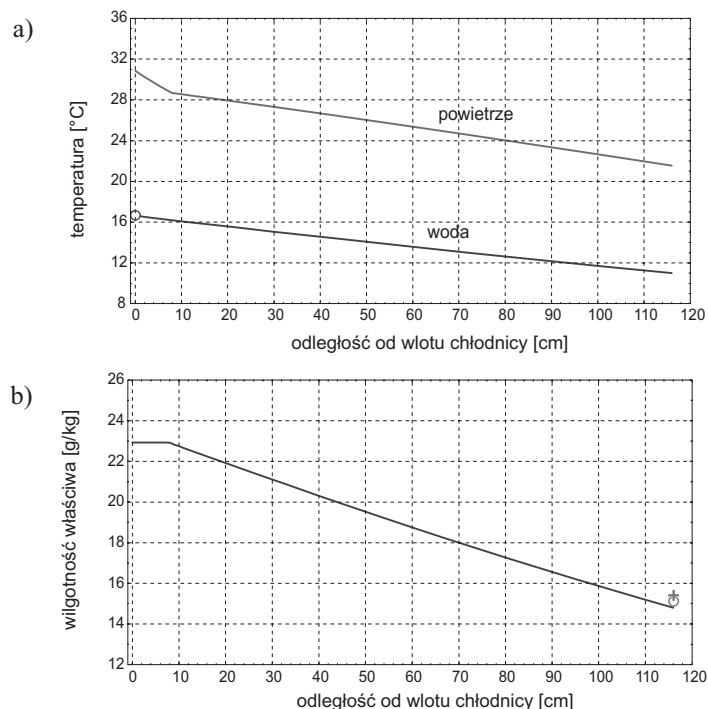 a)
temperatura [°C]
36
32
28
24
20
16
12
8
powietrze
woda
0 10 20 30 40 50 60 70 80 90 100 110 120
odległość od wlotu chłodnicy [cm]
b)
wilgotność właściwa [g/kg]
26
24
22
20
18
16
14
12
0 10 20 30 40 50 60 70 80 90 100 110 120
odległość od wlotu chłodnicy [cm]